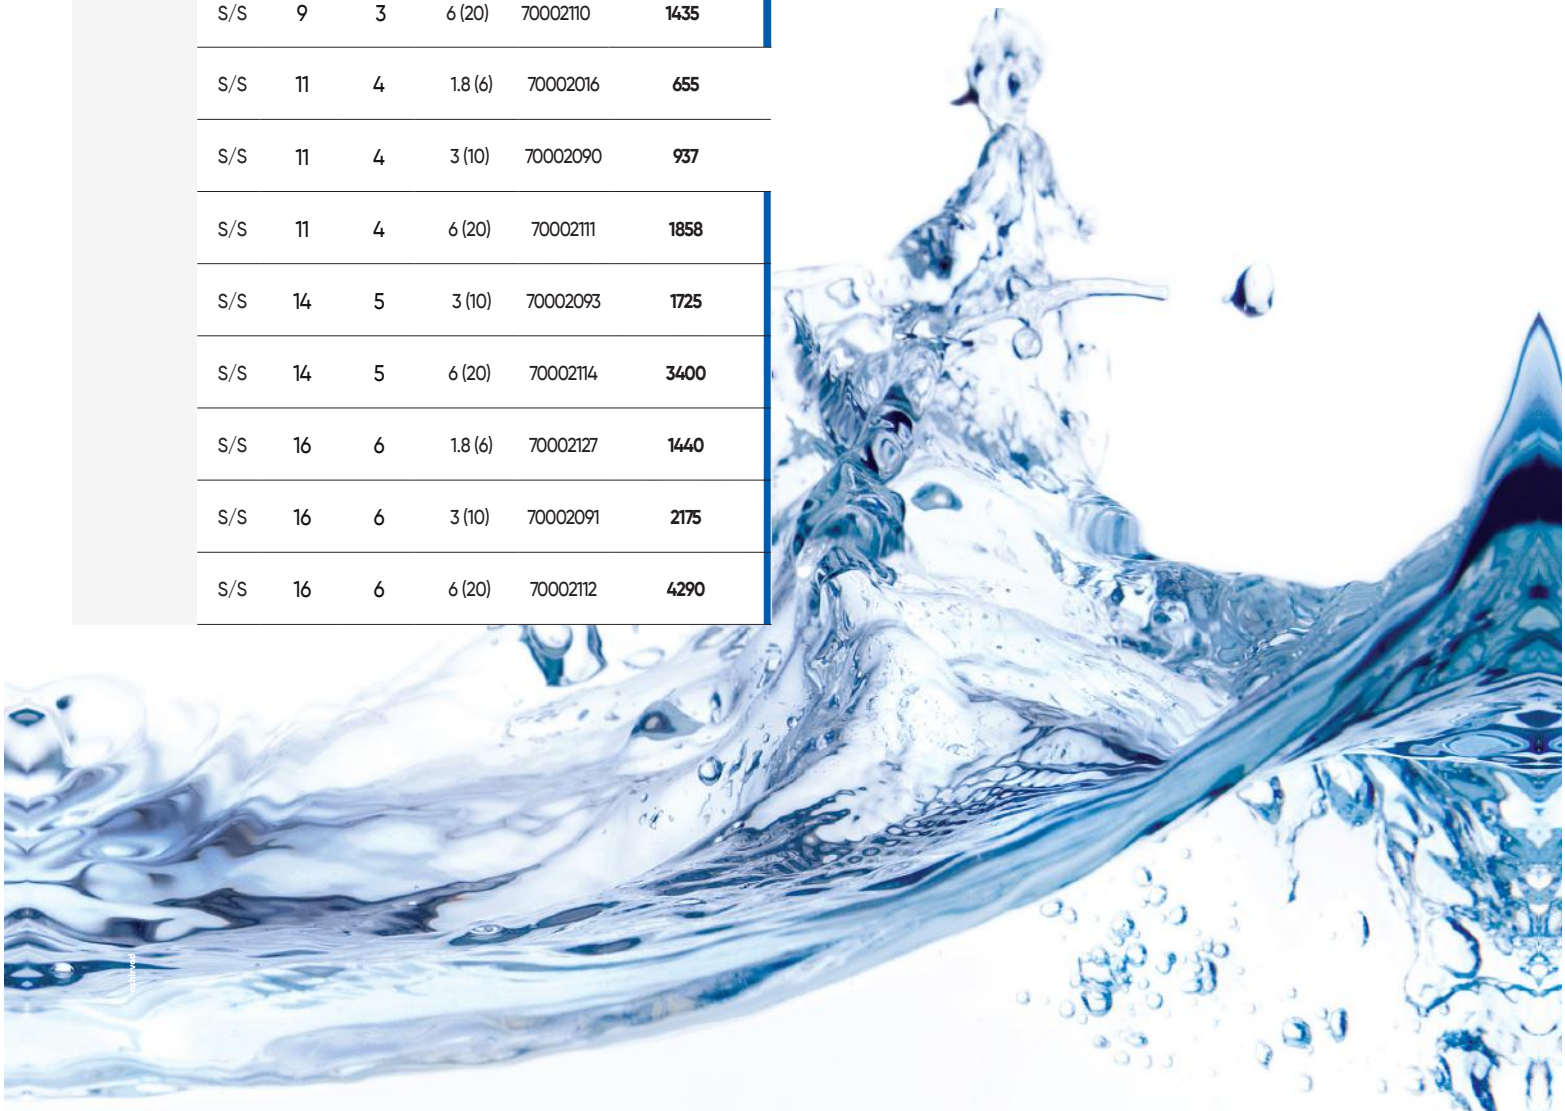 S/S 9 3 6 (20) 70002110 1435
S/S 11 4 1.8 (6) 70002016 655
S/S 11 4 3 (10) 70002090 937
S/S 11 4 6 (20) 70002111 1858
S/S 14 5 3 (10) 70002093 1725
S/S 14 5 6 (20) 70002114 3400
S/S 16 6 1.8 (6) 70002127 1440
S/S 16 6 3 (10) 70002091 2175
S/S 16 6 6 (20) 70002112 4290